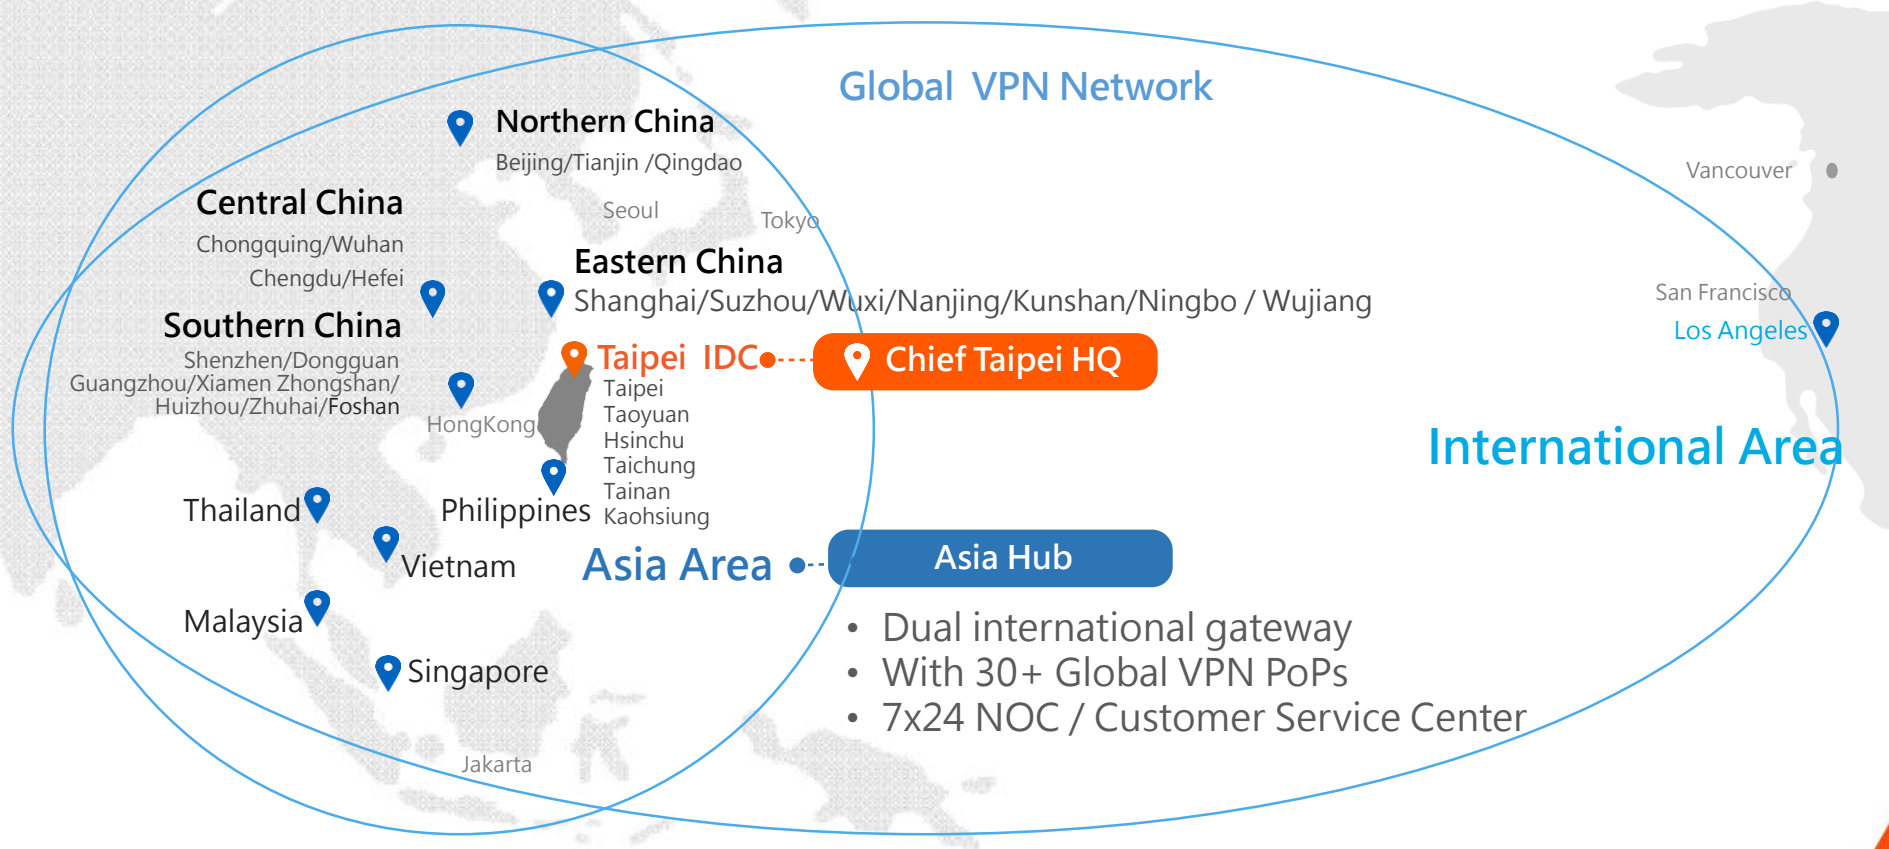 Global VPN Network
Northern China
Beijing/Tianjin /Qingdao
Central China
Chongquing/Wuhan
Chengdu/Hefei
Seoul
Tokyo
Vancouver
Eastern China
Shanghai/Suzhou/Wuxi/Nanjing/Kunshan/Ningbo / Wujiang
San Francisco
Los Angeles
Southern China
Shenzhen/Dongguan
Guangzhou/Xiamen Zhongshan/
Huizhou/Zhuhai/Foshan
HongKong
Taipei IDC
Chief Taipei HQ
Taipei
Taoyuan
Hsinchu
Taichung
Tainan
Kaohsiung
International Area
Thailand
Philippines
Vietnam
Asia Area
Asia Hub
Malaysia
Singapore
• Dual international gateway
• With 30+ Global VPN PoPs
• 7x24 NOC / Customer Service Center
Jakarta